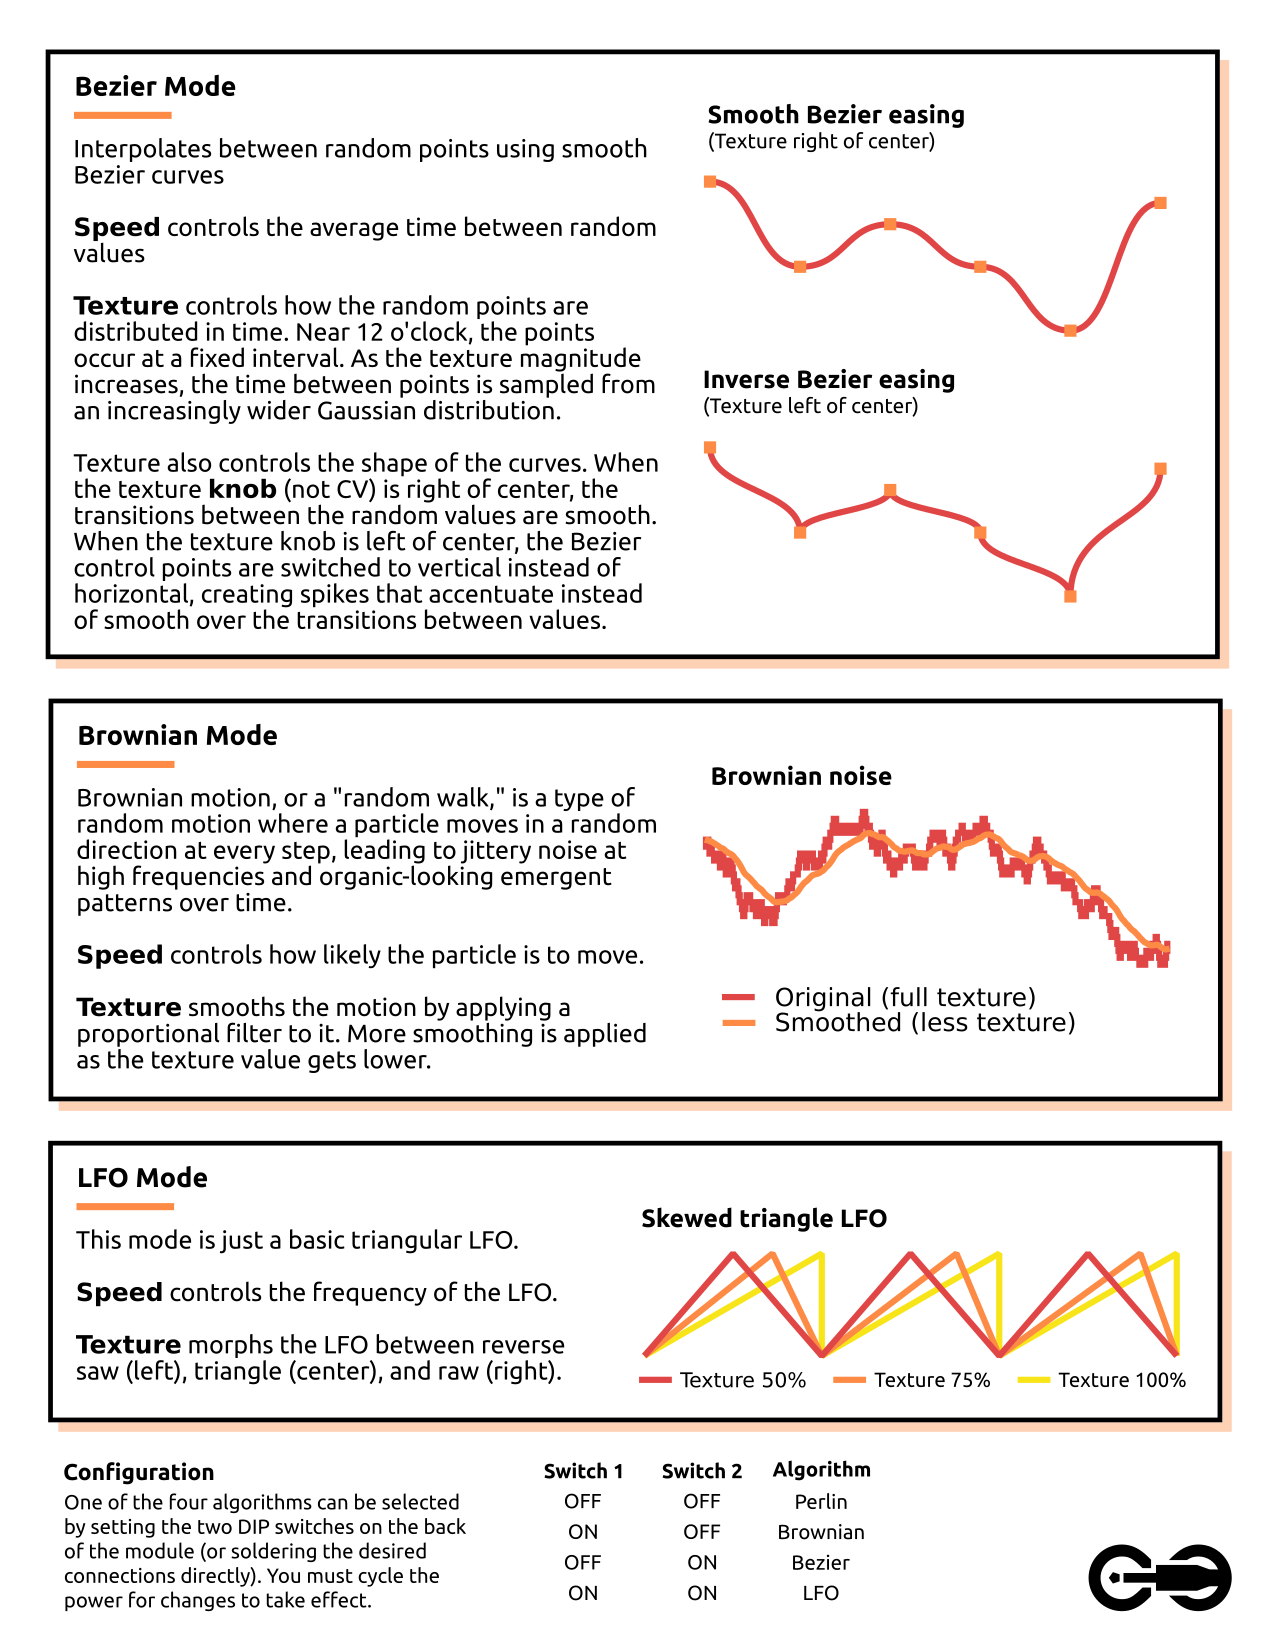 Bezier Mode
Interpolates between random points using smooth
Bezier curves
Speed controls the average time between random
values
Texture controls how the random points are
distributed in time. Near 12 o'clock, the points
occur at a fixed interval. As the texture magnitude
increases, the time between points is sampled from
an increasingly wider Gaussian distribution.
Texture also controls the shape of the curves. When
the texture knob (not CV) is right of center, the
transitions between the random values are smooth.
When the texture knob is left of center, the Bezier
control points are switched to vertical instead of
horizontal, creating spikes that accentuate instead
of smooth over the transitions between values.
Smooth Bezier easing
(Texture right of center)
Inverse Bezier easing
(Texture left of center)
Brownian Mode
Brownian motion, or a "random walk," is a type of
random motion where a particle moves in a random
direction at every step, leading to jittery noise at
high frequencies and organic-looking emergent
patterns over time.
Speed controls how likely the particle is to move.
Texture smooths the motion by applying a
proportional filter to it. More smoothing is applied
as the texture value gets lower.
Brownian noise
Original (full texture)
Smoothed (less texture)
LFO Mode
This mode is just a basic triangular LFO.
Speed controls the frequency of the LFO.
Texture morphs the LFO between reverse
saw (left), triangle (center), and raw (right).
Skewed triangle LFO
Texture 50% Texture 75% Texture 100%
Configuration
One of the four algorithms can be selected
by setting the two DIP switches on the back
of the module (or soldering the desired
connections directly). You must cycle the
power for changes to take effect.
Switch 1 Switch 2 Algorithm
OFF OFF Perlin
ON OFF Brownian
OFF ON Bezier
ON ON LFO